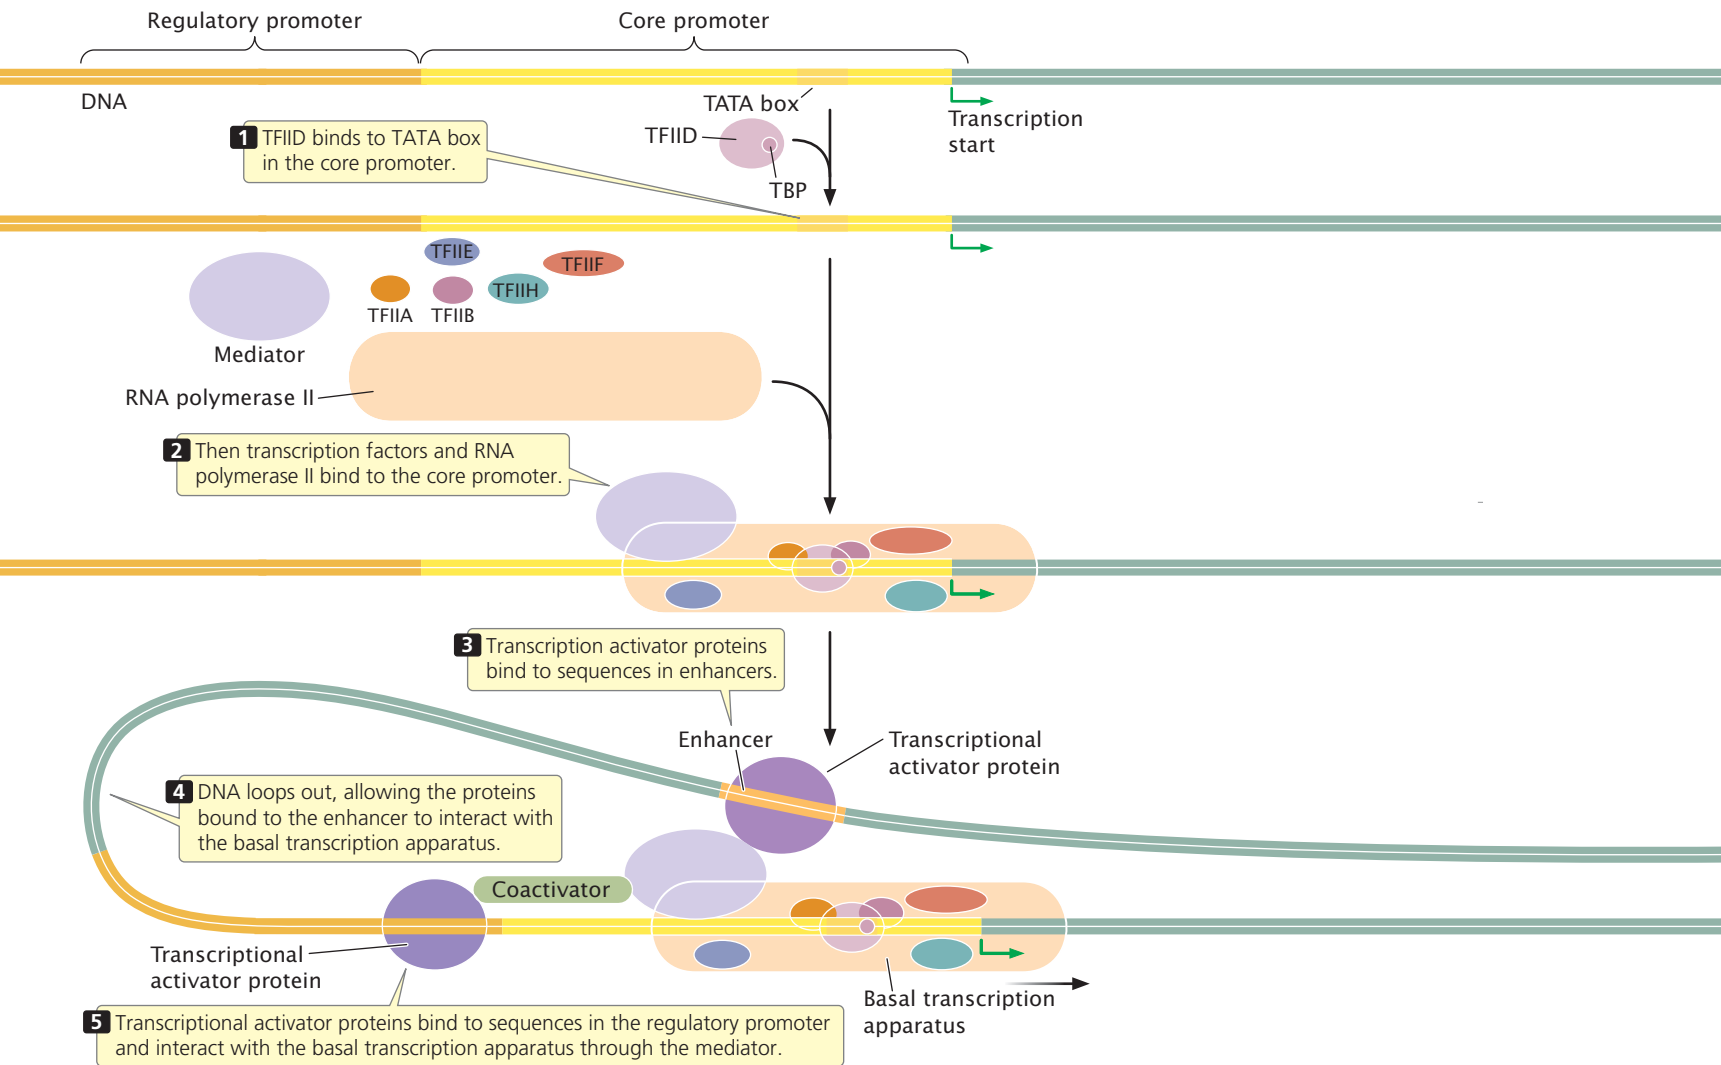 Regulatory promoter
Core promoter
DNA
TATA box
Transcription
start
1 TFIID binds to TATA box
in the core promoter.
TFIID
TBP
TFIIE
TFIIF
TFIIH
TFIIA
TFIIB
Mediator
RNA polymerase II
2 Then transcription factors and RNA
polymerase II bind to the core promoter.
3 Transcription activator proteins
bind to sequences in enhancers.
Enhancer
Transcriptional
activator protein
4 DNA loops out, allowing the proteins
bound to the enhancer to interact with
the basal transcription apparatus.
Coactivator
Transcriptional
activator protein
Basal transcription
apparatus
5 Transcriptional activator proteins bind to sequences in the regulatory promoter
and interact with the basal transcription apparatus through the mediator.